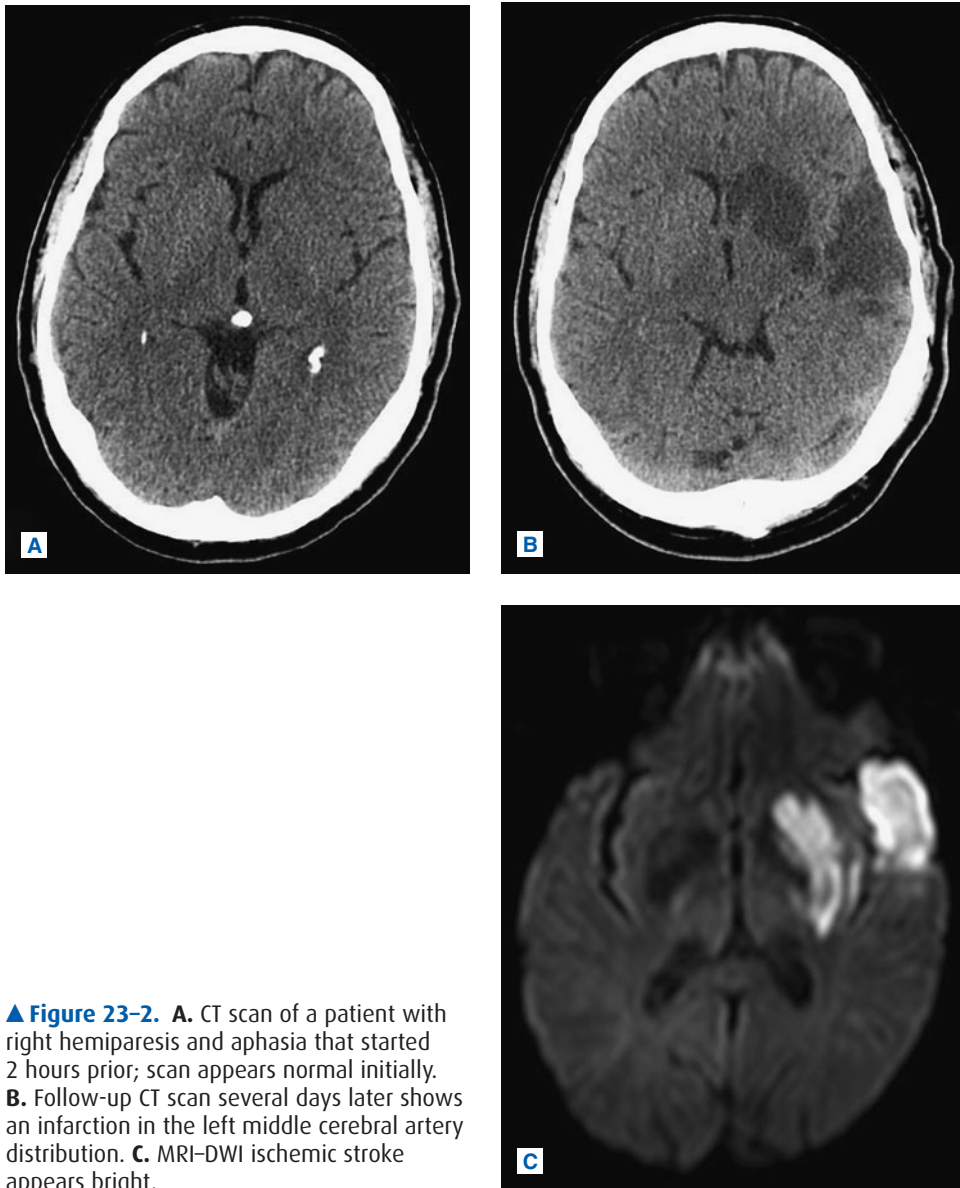 A
B
▲ Figure 23–2. A. CT scan of a patient with
right hemiparesis and aphasia that started
2 hours prior; scan appears normal initially.
B. Follow-up CT scan several days later shows
an infarction in the left middle cerebral artery
distribution. C. MRI–DWI ischemic stroke
appears bright.
C